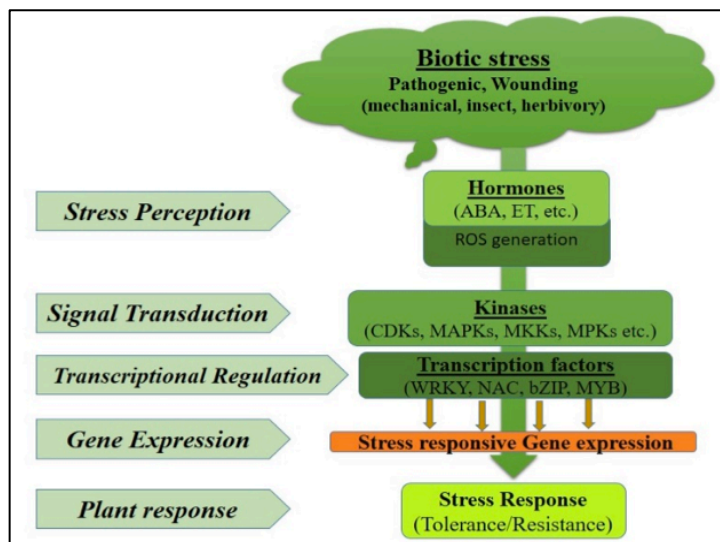 Biotic stress
Pathogenic, Wounding
(mechanical, insect, herbivory)
Stress Perception
Hormones
(ABA, ET, etc.)
ROS generation
Signal Transduction
Kinases
(CDKs, MAPKs, MKKs, MPKs etc.)
Transcriptional Regulation
Transcription factors
(WRKY, NAC, bZIP, MYB)
Gene Expression
Stress responsive Gene expression
Plant response
Stress Response
(Tolerance/Resistance)